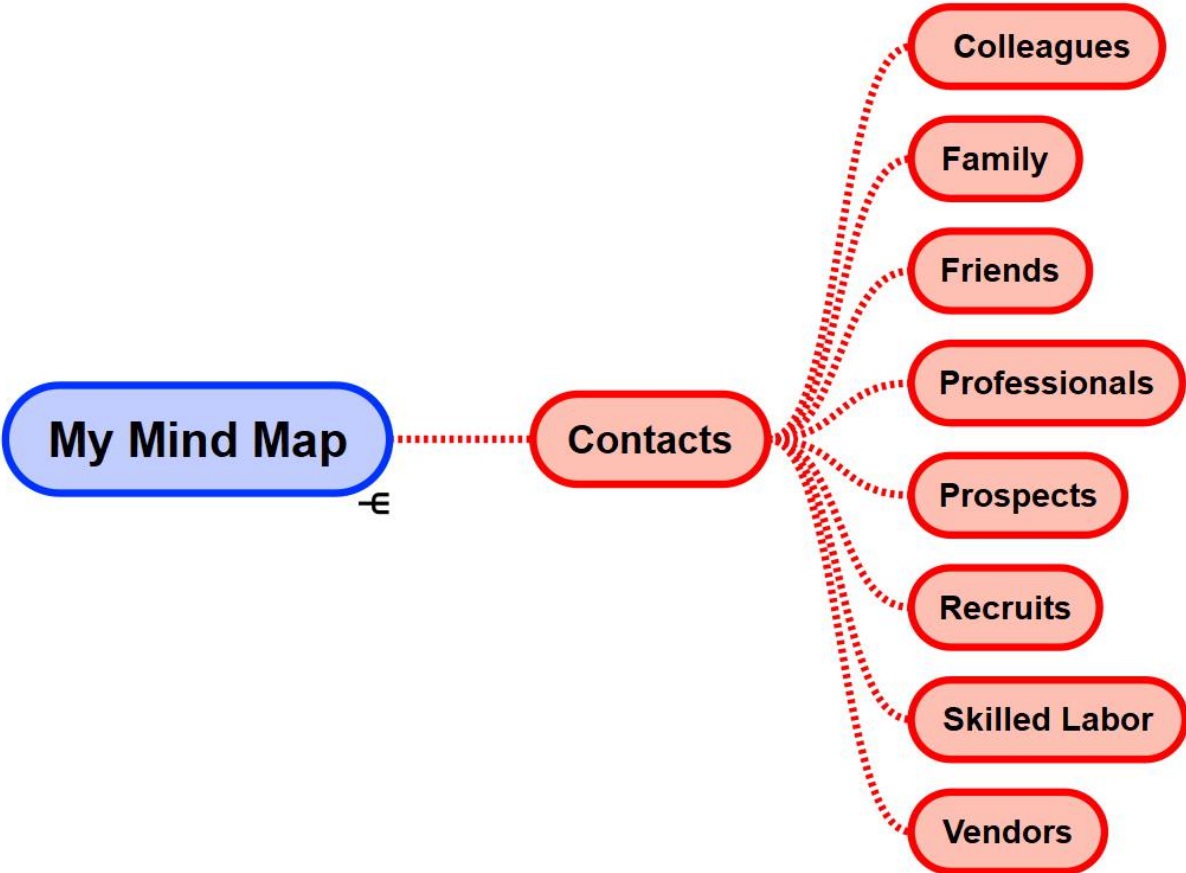 My Mind Map
Contacts
Colleagues
Family
Friends
Professionals
Prospects
Recruits
Skilled Labor
Vendors